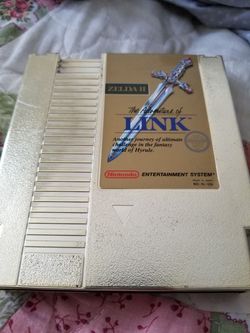 ZELDA II
The Adventure of
LINK
Another journey of ultimate
challenge in the fantasy
world of Hyrule.
Nintendo
ENTERTAINMENT SYSTEM